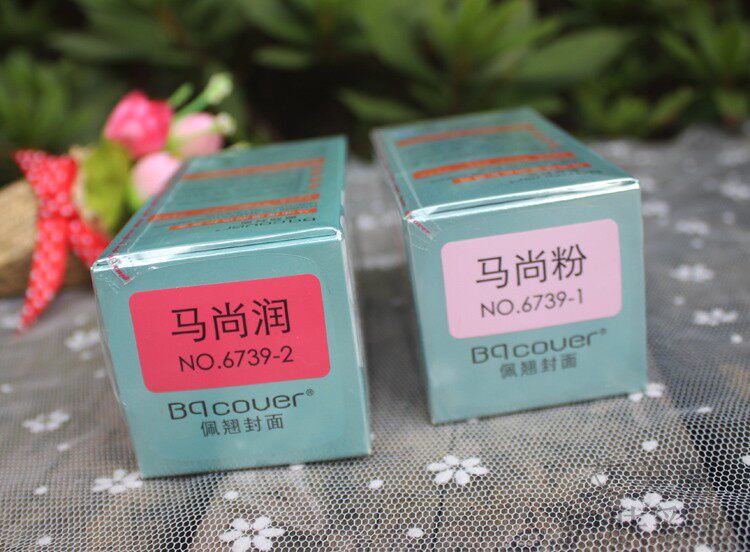 马尚润
NO.6739-2
Bqcover®
佩翘封面
马尚粉
NO.6739-1
Bqcover®
佩翘封面